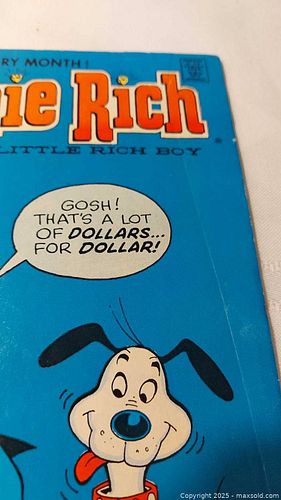 RY MONTH!
ie Rich
LITTLE RICH BOY
GOSH!
THAT'S A LOT
OF DOLLARS...
FOR DOLLAR!
Copyright 2025 - maxsold.com